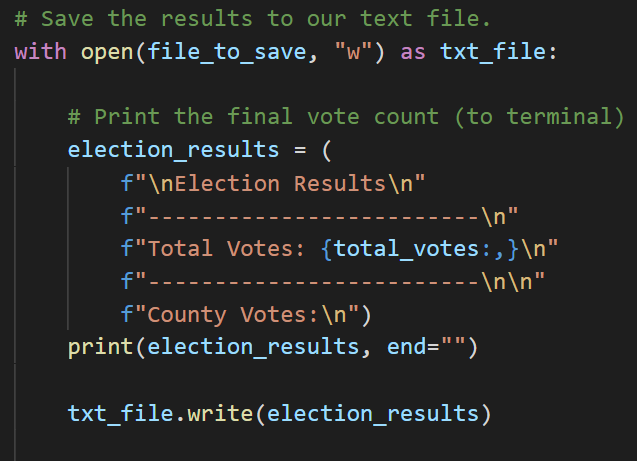 # Save the results to our text file.
with open(file_to_save, "w") as txt_file:
    # Print the final vote count (to terminal)
    election_results = (
        f"\nElection Results\n"
        f"-------------------------\n"
        f"Total Votes: {total_votes:,}\n"
        f"-------------------------\n\n"
        f"County Votes:\n")
    print(election_results, end="")
    txt_file.write(election_results)